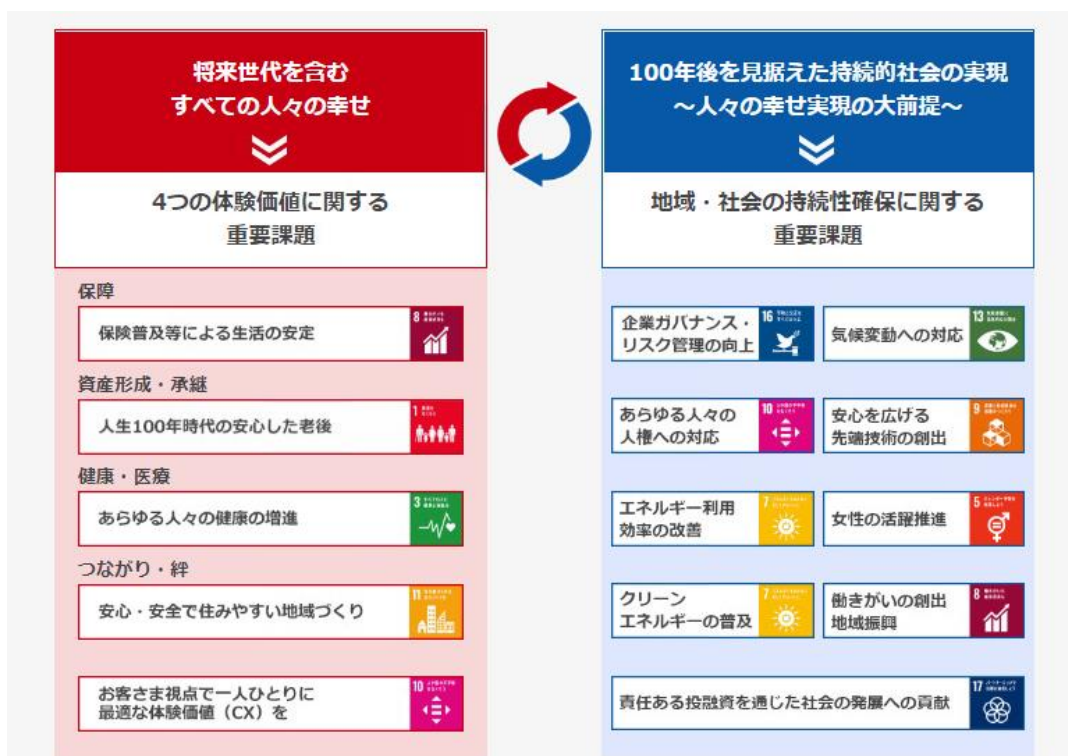 将来世代を含む
すべての人々の幸せ
4つの体験価値に関する
重要課題
保障
保険普及等による生活の安定
8
資産形成・承継
人生100年時代の安心した老後
1
健康・医療
あらゆる人々の健康の増進
3
つながり・絆
安心・安全で住みやすい地域づくり
11
お客さま視点で一人ひとりに
最適な体験価値（CX）を
10
100年後を見据えた持続的社会の実現
～人々の幸せ実現の大前提～
地域・社会の持続性確保に関する
重要課題
企業ガバナンス・
リスク管理の向上
16
気候変動への対応
13
あらゆる人々の
人権への対応
10
安心を広げる
先端技術の創出
9
エネルギー利用
効率の改善
7
女性の活躍推進
5
クリーン
エネルギーの普及
7
働きがいの創出
地域振興
8
責任ある投融資を通じた社会の発展への貢献
17